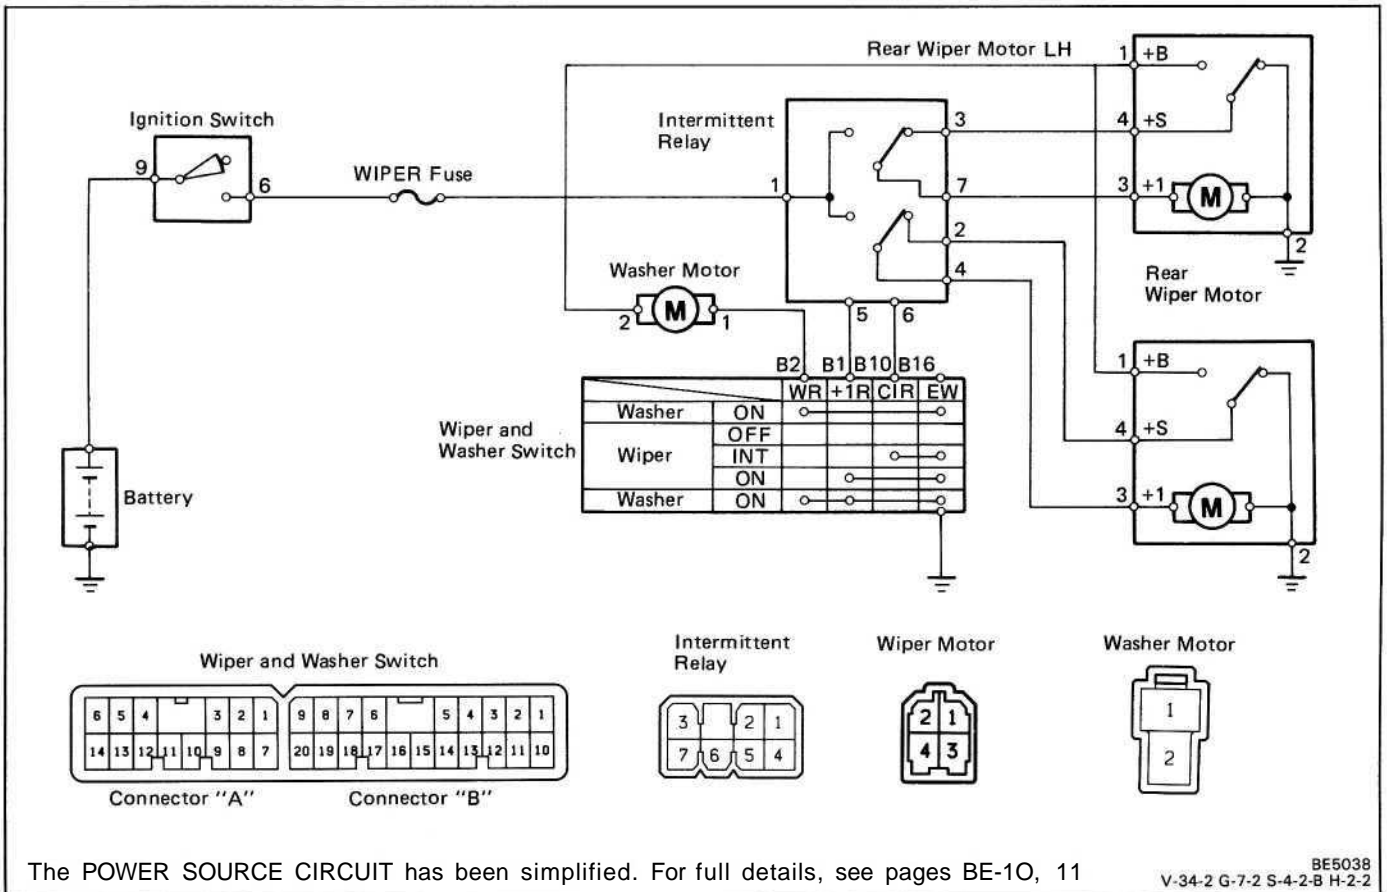 Rear Wiper Motor LH
1 +B
4 +S
3 +1
M
2
Ignition Switch
9
6
WIPER Fuse
Intermittent
Relay
1
3
7
2
4
5
6
Washer Motor
2
M
1
Rear
Wiper Motor
1 +B
4 +S
3 +1
M
2
B2 B1 B10 B16
WR +1R CIR EW
Washer ON
OFF
Wiper INT
ON
Washer ON
Wiper and
Washer Switch
Battery
Wiper and Washer Switch
6 5 4 3 2 1
14 13 12 11 10 9 8 7
9 8 7 6 5 4 3 2 1
20 19 18 17 16 15 14 13 12 11 10
Connector "A"
Connector "B"
Intermittent
Relay
3 2 1
7 6 5 4
Wiper Motor
2 1
4 3
Washer Motor
1
2
The POWER SOURCE CIRCUIT has been simplified. For full details, see pages BE-1O, 11
BE5038
V-34-2 G-7-2 S-4-2-B H-2-2